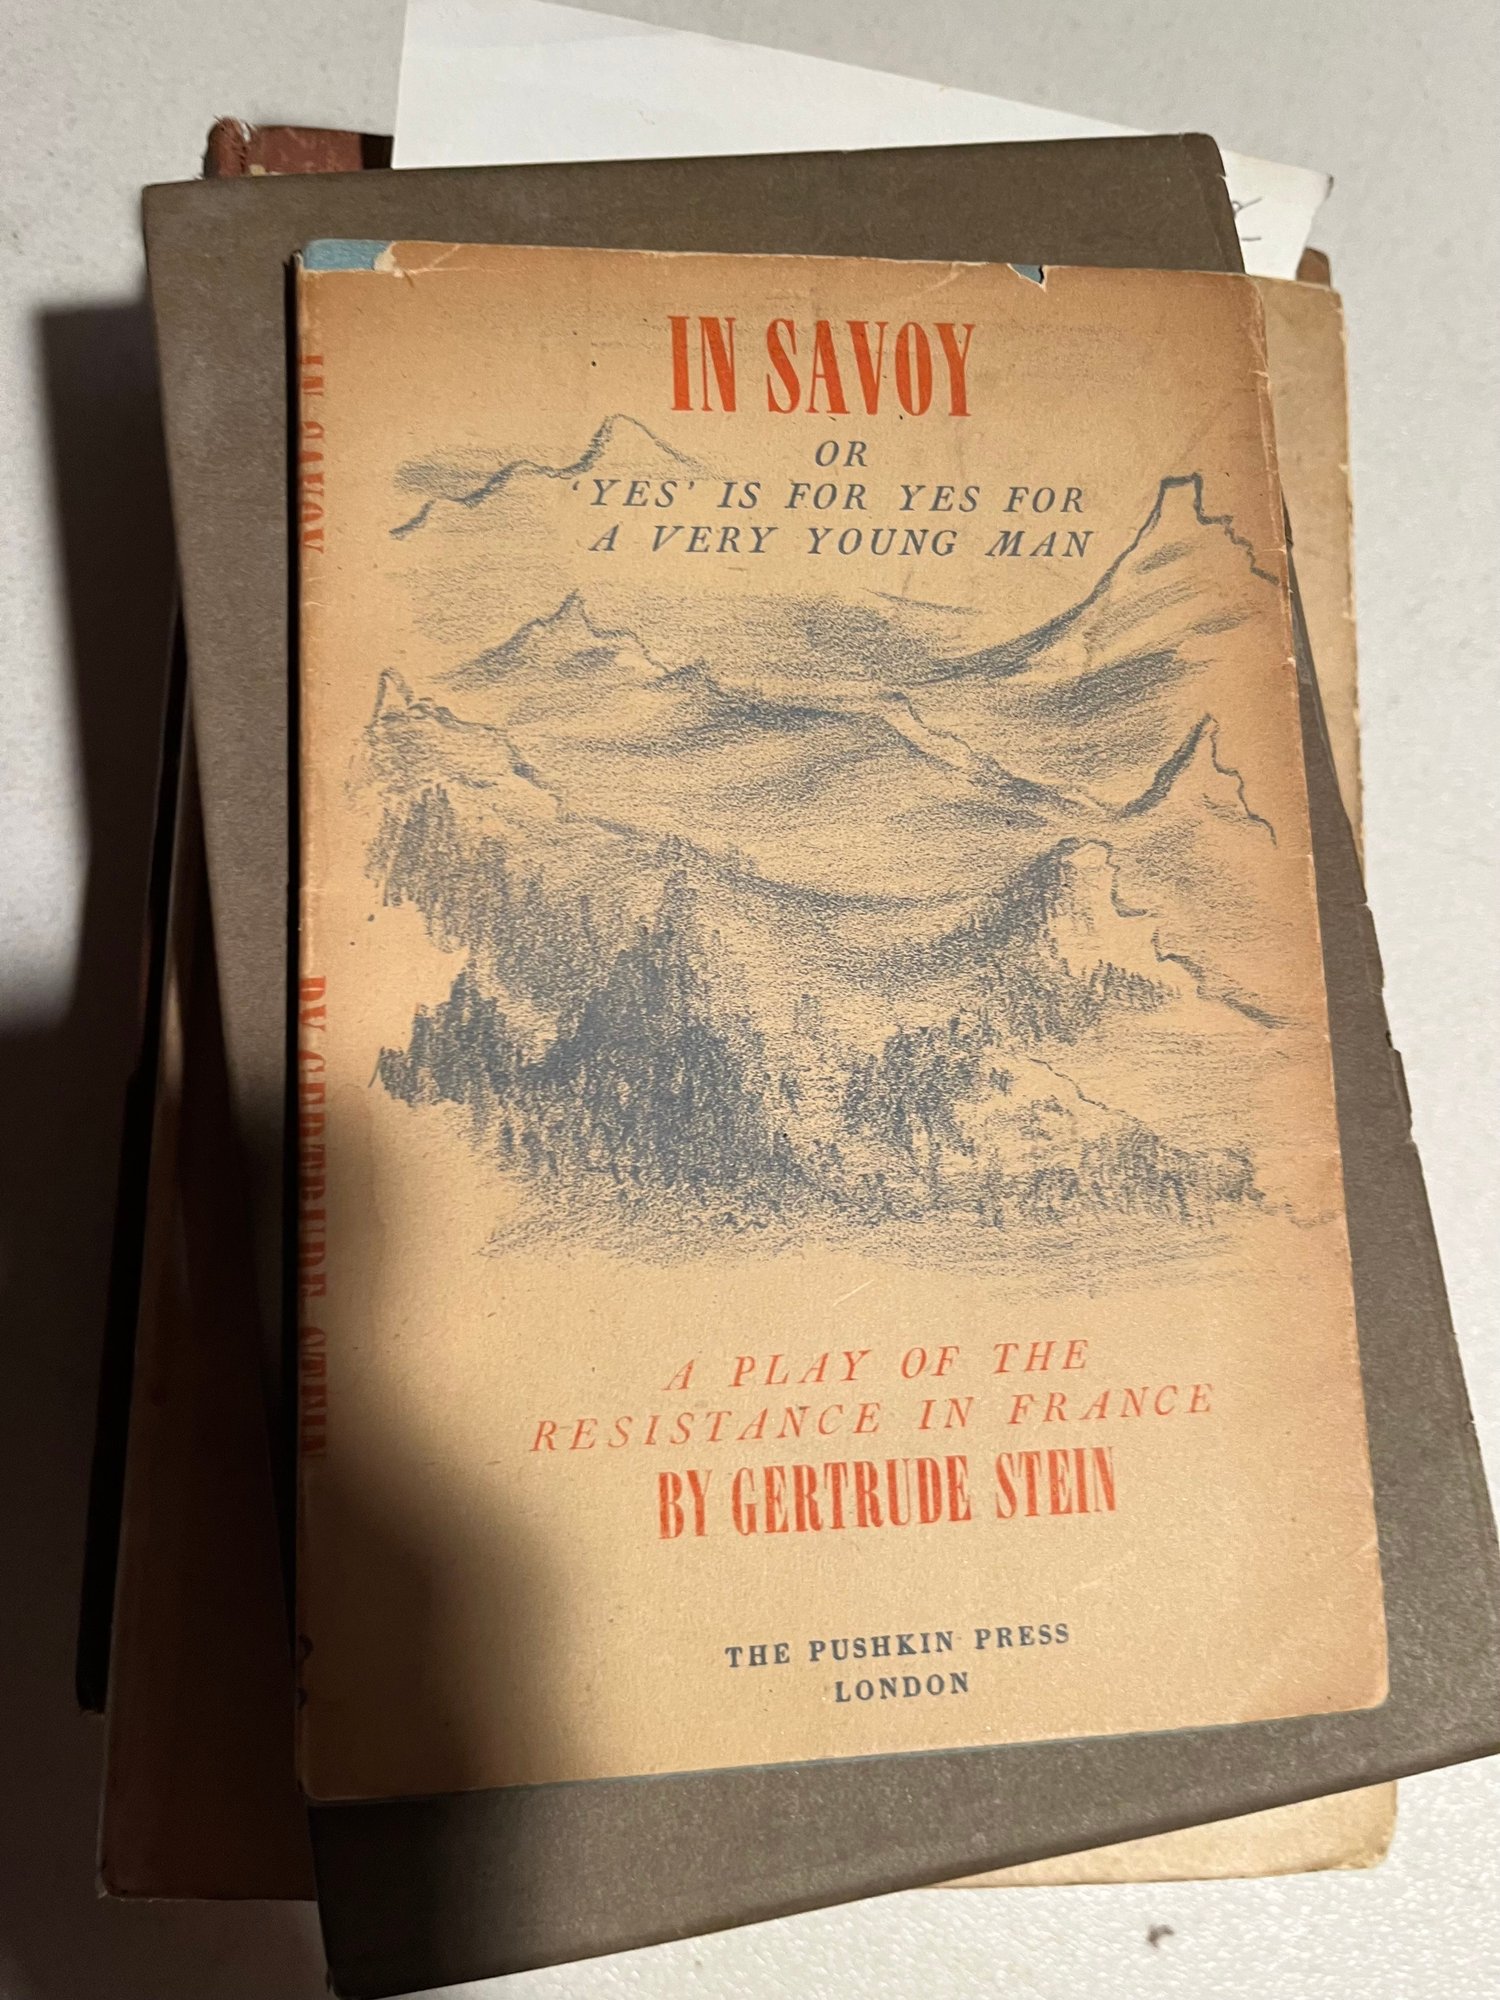 IN SAVOY
OR
‘YES’ IS FOR YES FOR
A VERY YOUNG MAN
A PLAY OF THE
RESISTANCE IN FRANCE
BY GERTRUDE STEIN
THE PUSHKIN PRESS
LONDON
IN SAVOY
BY GERTRUDE STEIN